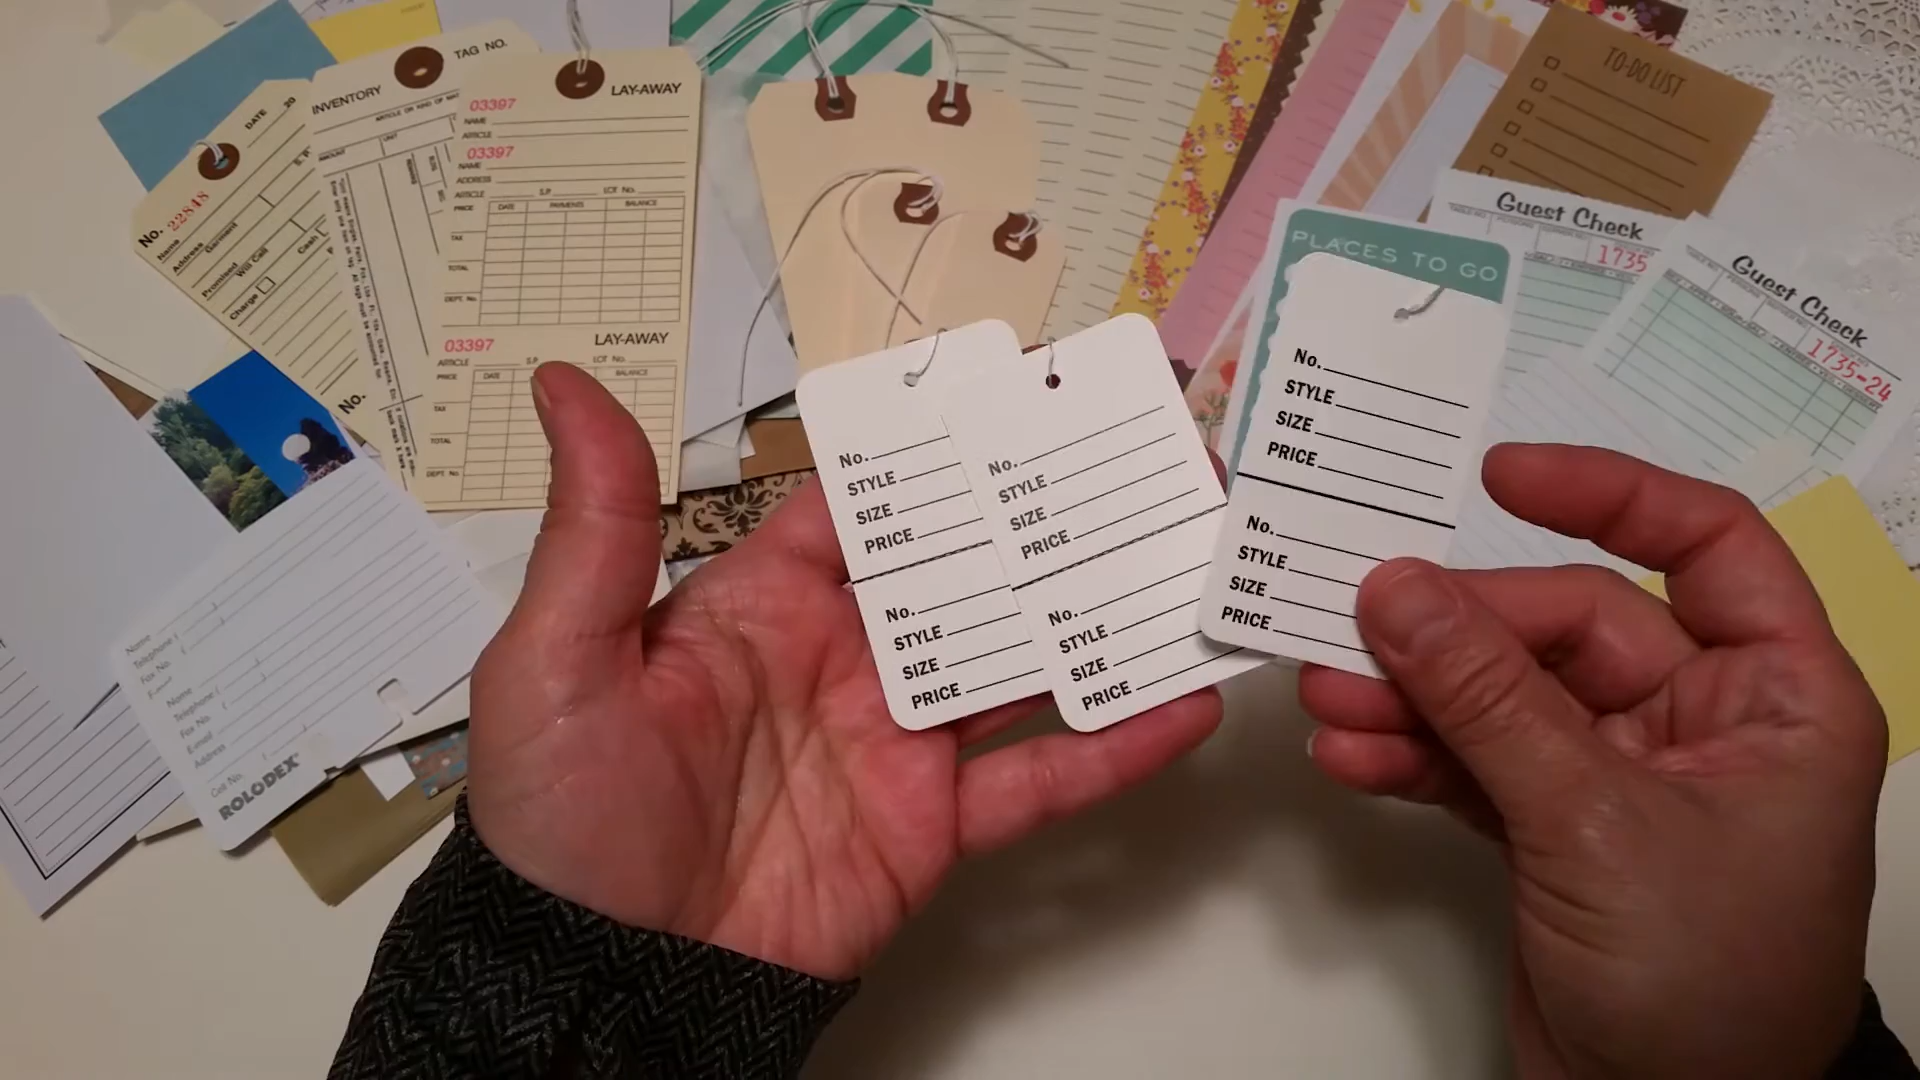 No. 22848
DATE 20
Name
Address
Garment
Promised
Will Call
Charge
Cash
No.
INVENTORY
TAG NO.
AMOUNT
UNIT
LAY-AWAY
03397
NAME
ARTICLE
03397
NAME
ADDRESS
ARTICLE S.P. LOT No.
PRICE DATE PAYMENTS BALANCE
TAX
TOTAL
DEPT. No.
LAY-AWAY
03397
ARTICLE S.P. LOT No.
PRICE DATE BALANCE
TAX
TOTAL
DEPT. No.
TO-DO LIST
Guest Check
1735
Guest Check
1735-24
PLACES TO GO
No.
STYLE
SIZE
PRICE
No.
STYLE
SIZE
PRICE
No.
STYLE
SIZE
PRICE
No.
STYLE
SIZE
PRICE
No.
STYLE
SIZE
PRICE
No.
STYLE
SIZE
PRICE
Name
Telephone (
Fax No. (
Name
Telephone (
Fax No. (
E-mail
Address
Cell No. (
ROLODEX®